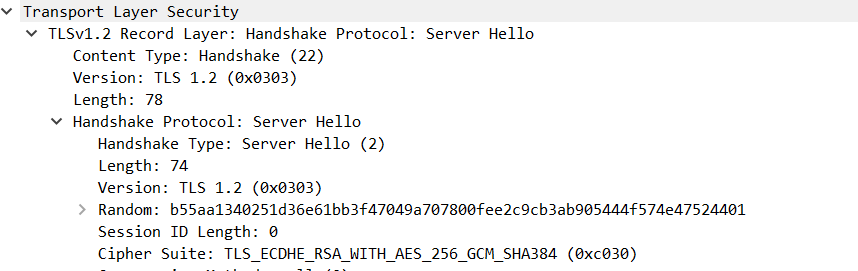 Transport Layer Security
TLSv1.2 Record Layer: Handshake Protocol: Server Hello
Content Type: Handshake (22)
Version: TLS 1.2 (0x0303)
Length: 78
Handshake Protocol: Server Hello
Handshake Type: Server Hello (2)
Length: 74
Version: TLS 1.2 (0x0303)
Random: b55aa1340251d36e61bb3f47049a707800fee2c9cb3ab905444f574e47524401
Session ID Length: 0
Cipher Suite: TLS_ECDHE_RSA_WITH_AES_256_GCM_SHA384 (0xc030)